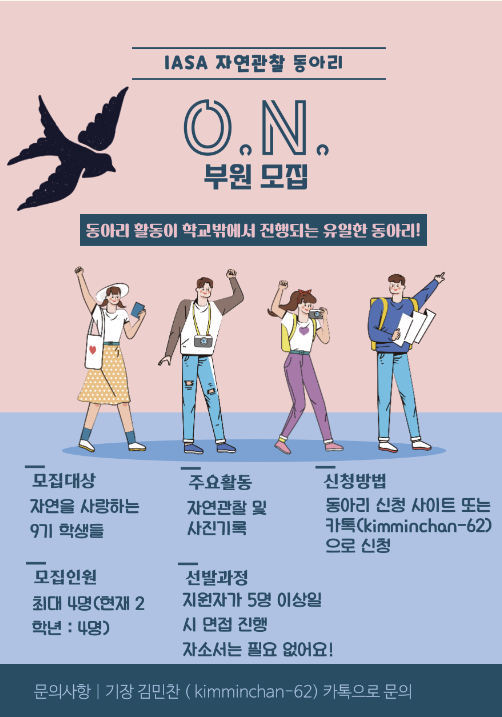 IASA 자연관찰 동아리
O.N.
부원 모집
동아리 활동이 학교밖에서 진행되는 유일한 동아리!
모집대상
자연을 사랑하는
9기 학생들
주요활동
자연관찰 및
사진기록
신청방법
동아리 신청 사이트 또는
카톡(kimminchan-62)
으로 신청
모집인원
최대 4명(현재 2
학년 : 4명)
선발과정
지원자가 5명 이상일
시 면접 진행
자소서는 필요 없어요!
문의사항 | 기장 김민찬 ( kimminchan-62) 카톡으로 문의